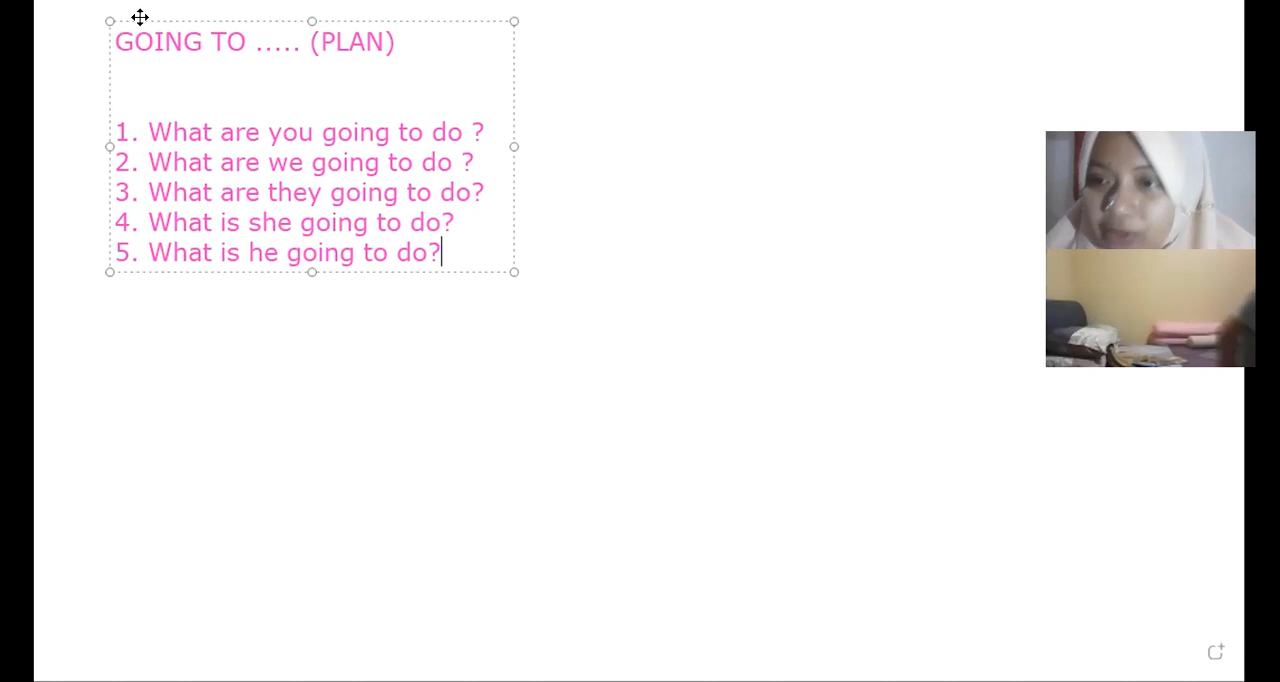 GOING TO ..... (PLAN)
1. What are you going to do ?
2. What are we going to do ?
3. What are they going to do?
4. What is she going to do?
5. What is he going to do?